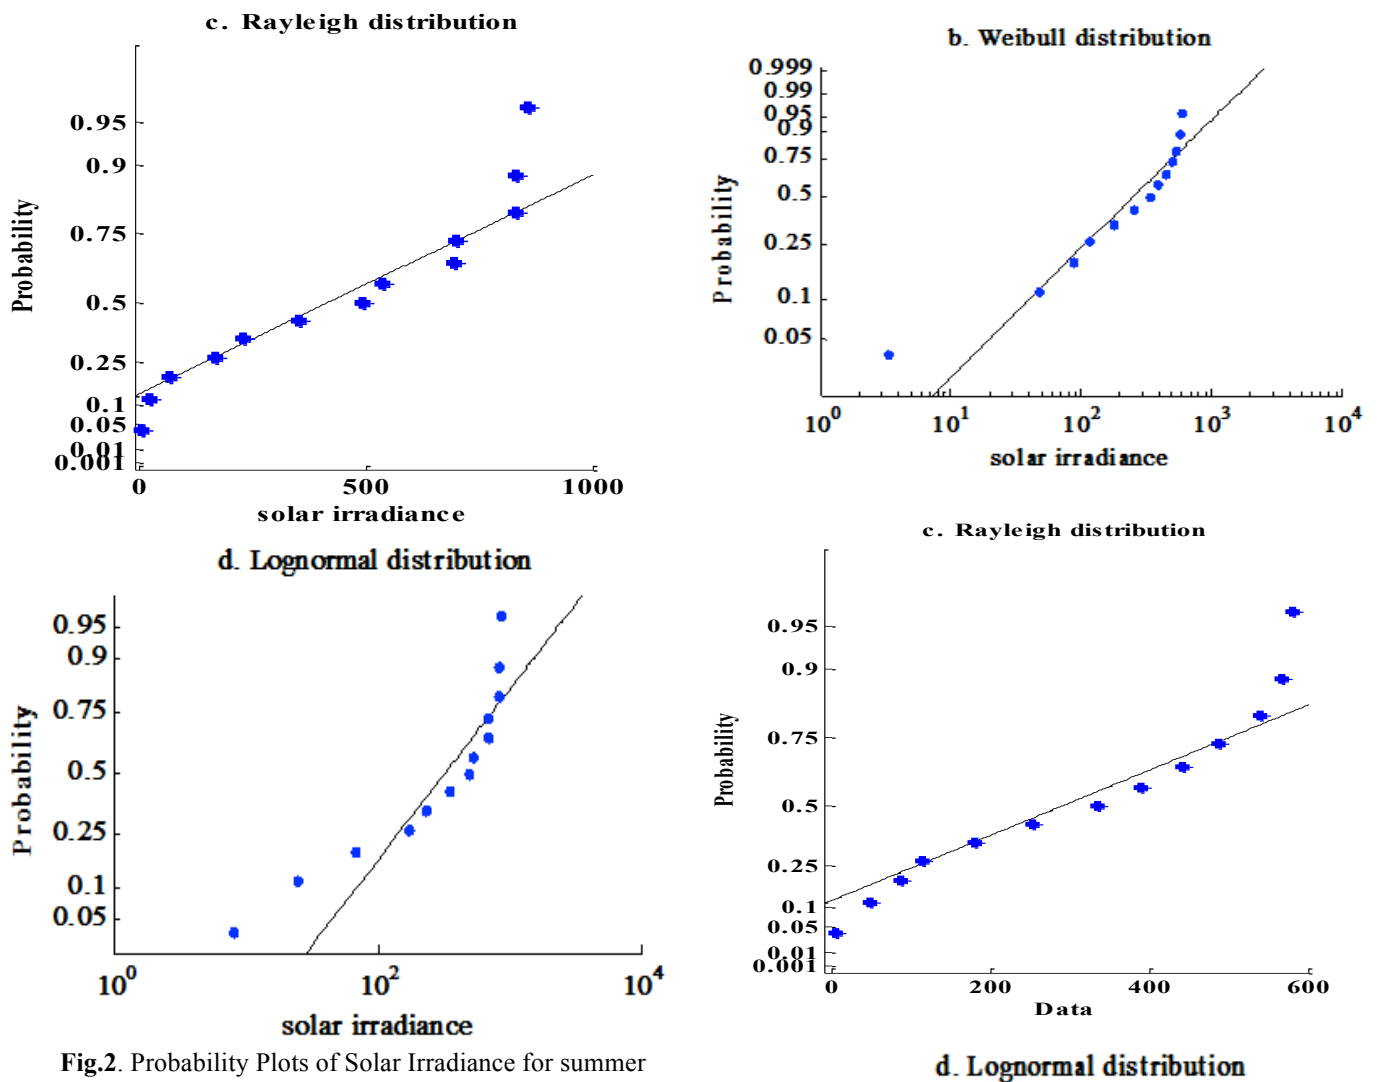 c. Rayleigh distribution
Probability
0.95
0.9
0.75
0.5
0.25
0.1
0.05
0.01
0.001
0 500 1000
solar irradiance
d. Lognormal distribution
Probability
0.95
0.9
0.75
0.5
0.25
0.1
0.05
10^0 10^2 10^4
solar irradiance
Fig.2. Probability Plots of Solar Irradiance for summer
b. Weibull distribution
Probability
0.999
0.99
0.95
0.9
0.75
0.5
0.25
0.1
0.05
10^0 10^1 10^2 10^3 10^4
solar irradiance
c. Rayleigh distribution
Probability
0.95
0.9
0.75
0.5
0.25
0.1
0.05
0.01
0.001
0 200 400 600
Data
d. Lognormal distribution